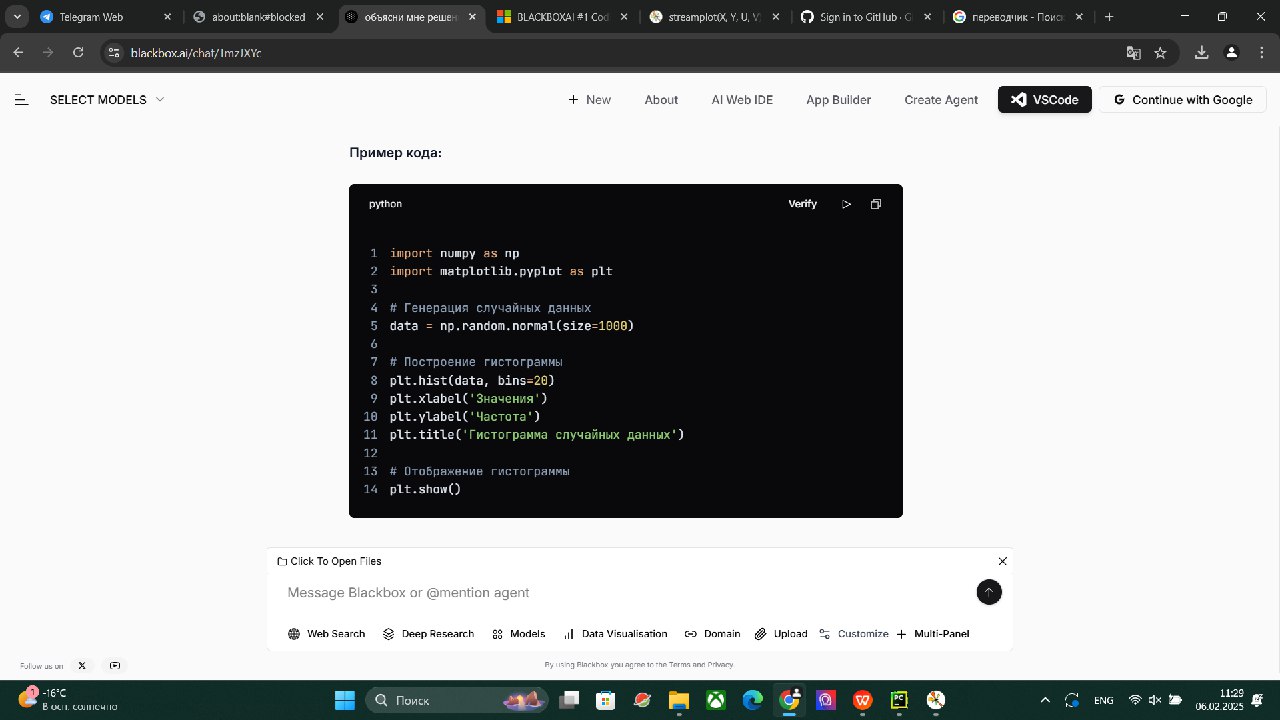 Telegram Web
about:blank#blocked
объясни мне решен
BLACKBOXAI #1 Cod
streamplot(X, Y, U, V)
Sign in to GitHub · Gi
переводчик - Поиск
blackbox.ai/chat/1mzJXYc
SELECT MODELS
+ New
About
AI Web IDE
App Builder
Create Agent
VSCode
G Continue with Google
Пример кода:
python
Verify
1 import numpy as np
2 import matplotlib.pyplot as plt
3
4 # Генерация случайных данных
5 data = np.random.normal(size=1000)
6
7 # Построение гистограммы
8 plt.hist(data, bins=20)
9 plt.xlabel('Значения')
10 plt.ylabel('Частота')
11 plt.title('Гистограмма случайных данных')
12
13 # Отображение гистограммы
14 plt.show()
Click To Open Files
Message Blackbox or @mention agent
Web Search
Deep Research
Models
Data Visualisation
Domain
Upload
Customize
+ Multi-Panel
Follow us on
By using Blackbox you agree to the Terms and Privacy.
1
-16°C
В осн. солнечно
Поиск
PC
ENG
11:29
06.02.2025